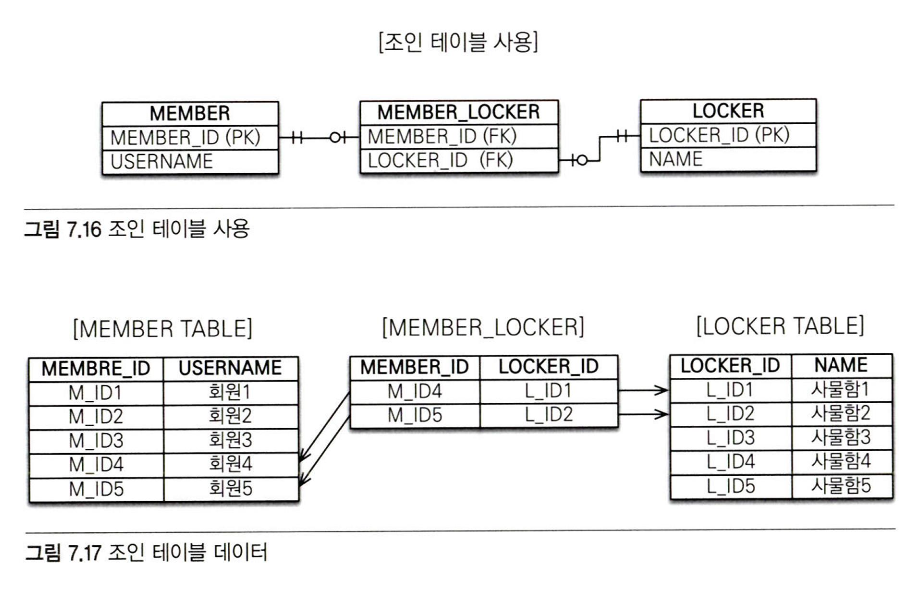 [조인 테이블 사용]
MEMBER
MEMBER_ID (PK)
USERNAME
MEMBER_LOCKER
MEMBER_ID (FK)
LOCKER_ID (FK)
LOCKER
LOCKER_ID (PK)
NAME
그림 7.16 조인 테이블 사용
[MEMBER TABLE] [MEMBER_LOCKER] [LOCKER TABLE]
MEMBRE_ID USERNAME
M_ID1 회원1
M_ID2 회원2
M_ID3 회원3
M_ID4 회원4
M_ID5 회원5
MEMBER_ID LOCKER_ID
M_ID4 L_ID1
M_ID5 L_ID2
LOCKER_ID NAME
L_ID1 사물함1
L_ID2 사물함2
L_ID3 사물함3
L_ID4 사물함4
L_ID5 사물함5
그림 7.17 조인 테이블 데이터